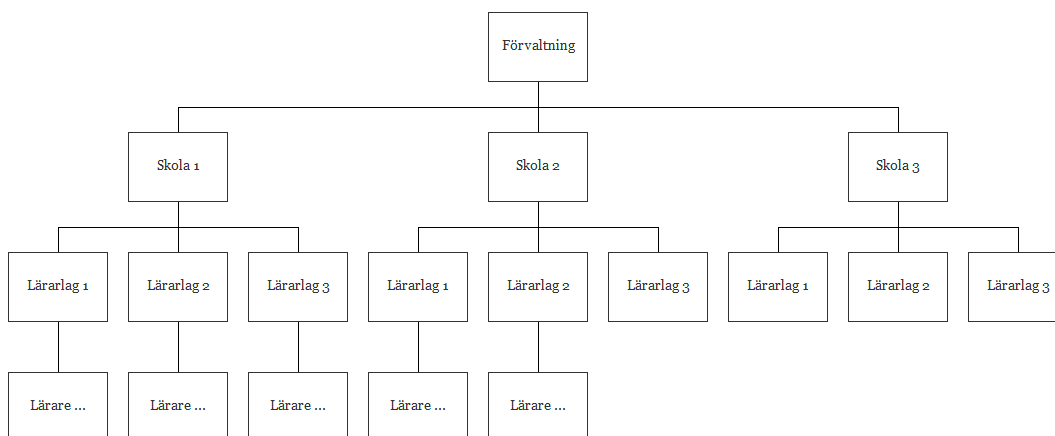 Förvaltning
Skola 1
Skola 2
Skola 3
Lärarlag 1
Lärarlag 2
Lärarlag 3
Lärarlag 1
Lärarlag 2
Lärarlag 3
Lärarlag 1
Lärarlag 2
Lärarlag 3
Lärare ...
Lärare ...
Lärare ...
Lärare ...
Lärare ...